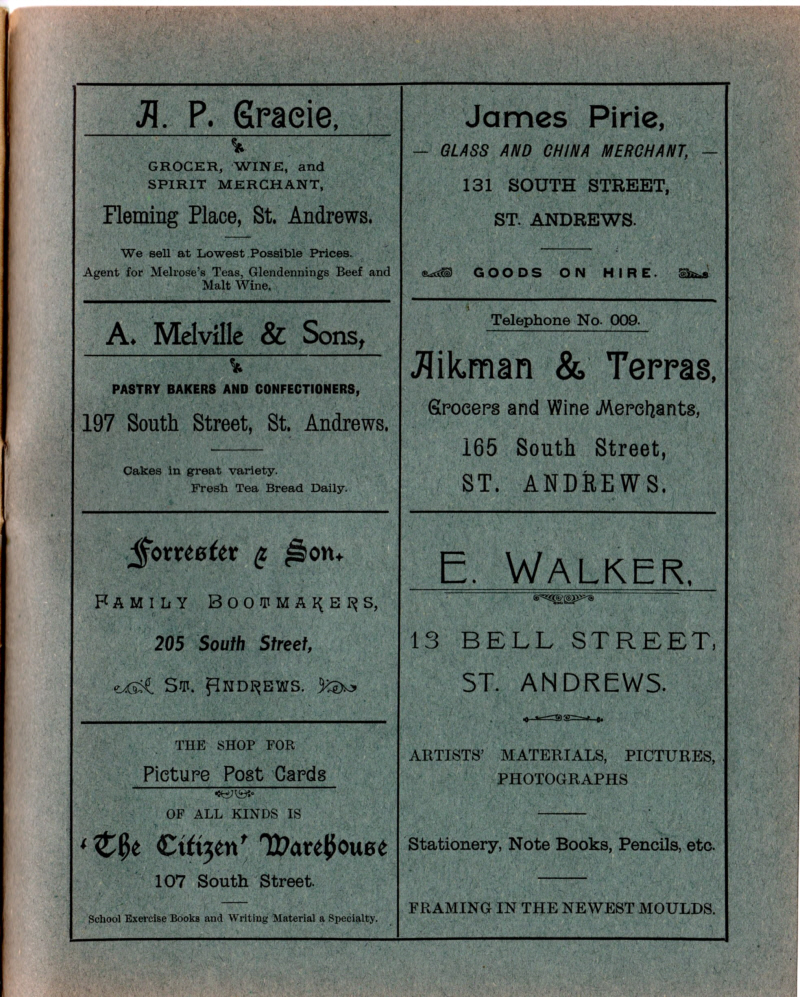 A. P. Gracie,
GROCER, WINE, and
SPIRIT MERCHANT,
Fleming Place, St. Andrews.
We sell at Lowest Possible Prices.
Agent for Melrose's Teas, Glendennings Beef and
Malt Wine,
A. Melville & Sons,
PASTRY BAKERS AND CONFECTIONERS,
197 South Street, St. Andrews.
Cakes in great variety.
Fresh Tea Bread Daily.
Forrester & Son.
FAMILY BOOTMAKERS,
205 South Street,
ST. ANDREWS.
THE SHOP FOR
Picture Post Cards
OF ALL KINDS IS
'The Citizen' Warehouse
107 South Street.
School Exercise Books and Writing Material a Specialty.
James Pirie,
— GLASS AND CHINA MERCHANT, —
131 SOUTH STREET,
ST. ANDREWS.
GOODS ON HIRE.
Telephone No. 009.
Aikman & Terras,
Grocers and Wine Merchants,
165 South Street,
ST. ANDREWS.
E. WALKER,
13 BELL STREET,
ST. ANDREWS.
ARTISTS' MATERIALS, PICTURES,
PHOTOGRAPHS
Stationery, Note Books, Pencils, etc.
FRAMING IN THE NEWEST MOULDS.